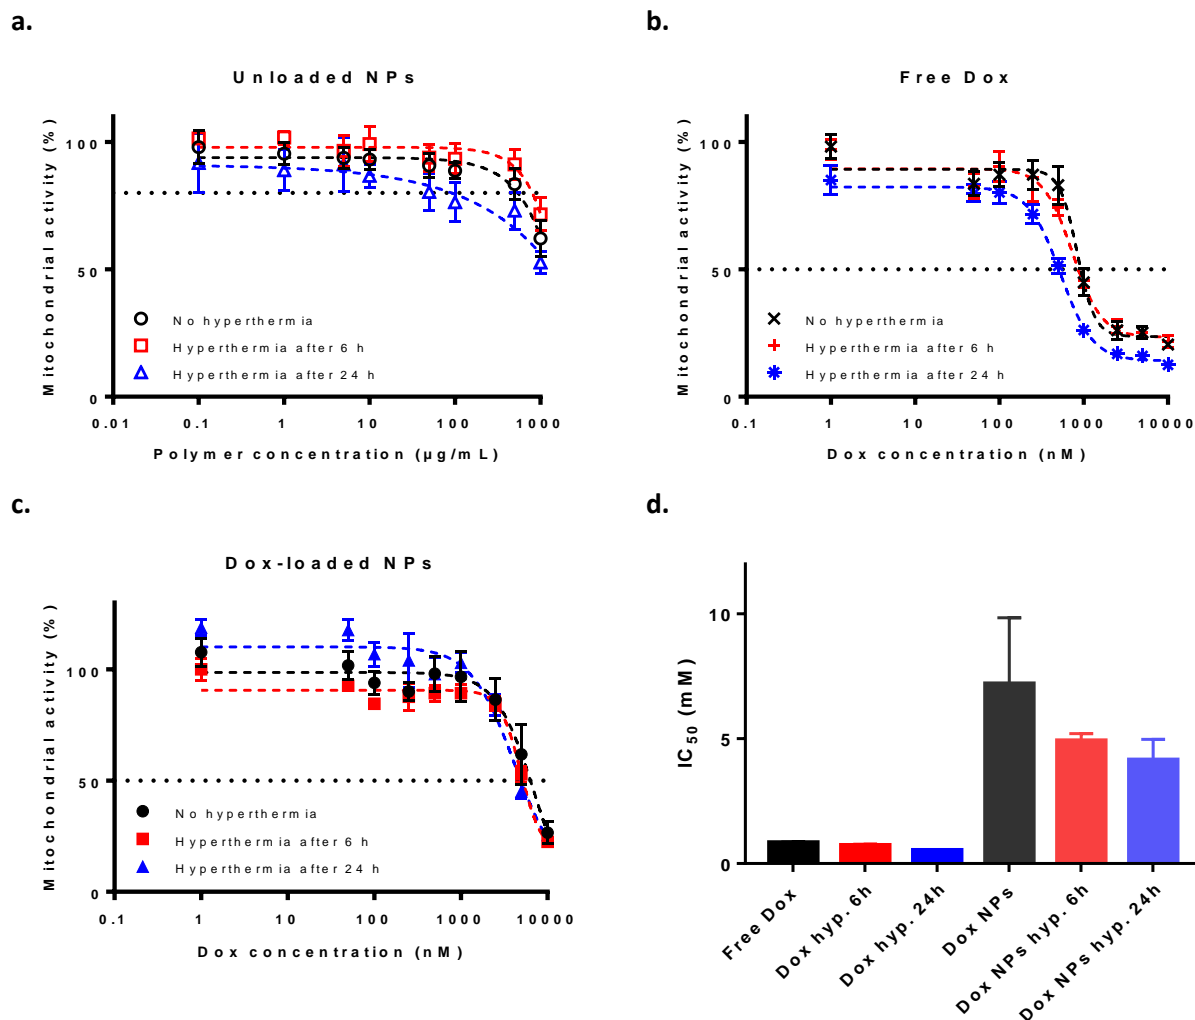 a.
Unloaded NPs
Mitochondrial activity (%)
100
50
0
No hyperthermia
Hyperthermia after 6 h
Hyperthermia after 24 h
0.01 0.1 1 10 100 1000
Polymer concentration (µg/mL)
b.
Free Dox
Mitochondrial activity (%)
100
50
0
No hyperthermia
Hyperthermia after 6 h
Hyperthermia after 24 h
0.1 1 10 100 1000 10000
Dox concentration (nM)
c.
Dox-loaded NPs
Mitochondrial activity (%)
100
50
0
No hyperthermia
Hyperthermia after 6 h
Hyperthermia after 24 h
0.1 1 10 100 1000 10000
Dox concentration (nM)
d.
IC50 (mM)
10
5
0
Free Dox
Dox hyp. 6h
Dox hyp. 24h
Dox NPs
Dox NPs hyp. 6h
Dox NPs hyp. 24h